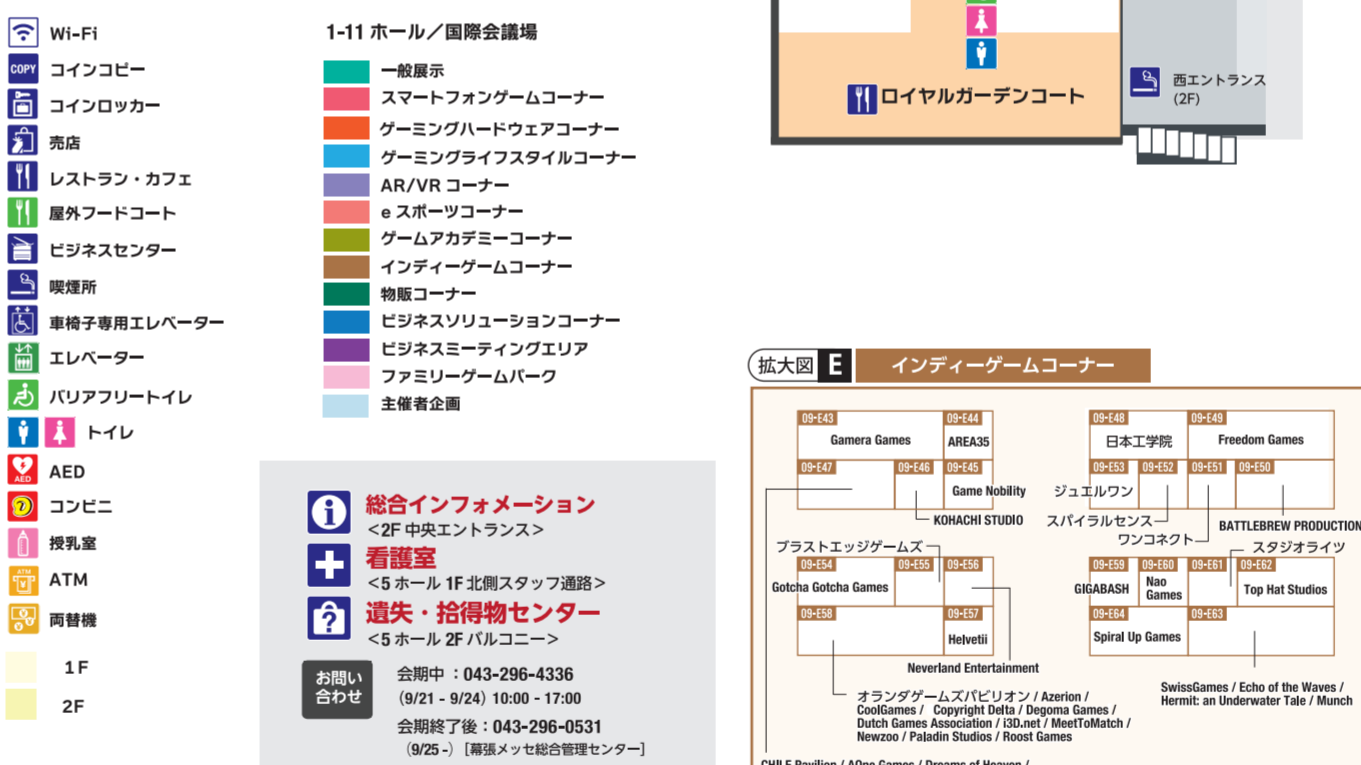 Wi-Fi
COPY コインコピー
コインロッカー
売店
レストラン・カフェ
屋外フードコート
ビジネスセンター
喫煙所
車椅子専用エレベーター
エレベーター
バリアフリートイレ
トイレ
AED AED
コンビニ
授乳室
ATM ATM
両替機
1F
2F
1-11 ホール／国際会議場
一般展示
スマートフォンゲームコーナー
ゲーミングハードウェアコーナー
ゲーミングライフスタイルコーナー
AR/VR コーナー
e スポーツコーナー
ゲームアカデミーコーナー
インディーゲームコーナー
物販コーナー
ビジネスソリューションコーナー
ビジネスミーティングエリア
ファミリーゲームパーク
主催者企画
総合インフォメーション
<2F 中央エントランス>
看護室
<5 ホール 1F 北側スタッフ通路>
遺失・拾得物センター
<5 ホール 2F バルコニー>
お問い
合わせ
会期中 : 043-296-4336
(9/21 - 9/24) 10:00 - 17:00
会期終了後 : 043-296-0531
(9/25 -) [幕張メッセ総合管理センター]
ロイヤルガーデンコート
西エントランス
(2F)
拡大図 E インディーゲームコーナー
09-E43 09-E44
Gamera Games AREA35
09-E47 09-E46 09-E45
Game Nobility
KOHACHI STUDIO
09-E48 09-E49
日本工学院 Freedom Games
09-E53 09-E52 09-E51 09-E50
ジュエルワン
スパイラルセンス
ワンコネクト
BATTLEBREW PRODUCTION
ブラストエッジゲームズ
09-E54 09-E55 09-E56
Gotcha Gotcha Games
09-E58 09-E57
Helvetii
Neverland Entertainment
オランダゲームズパビリオン / Azerion /
CoolGames / Copyright Delta / Degoma Games /
Dutch Games Association / i3D.net / MeetToMatch /
Newzoo / Paladin Studios / Roost Games
スタジオライツ
09-E59 09-E60 09-E61 09-E62
GIGABASH Nao
Games
Top Hat Studios
09-E64 09-E63
Spiral Up Games
SwissGames / Echo of the Waves /
Hermit: an Underwater Tale / Munch
CHILE Pavilion / AOne Games / Dreams of Heaven /